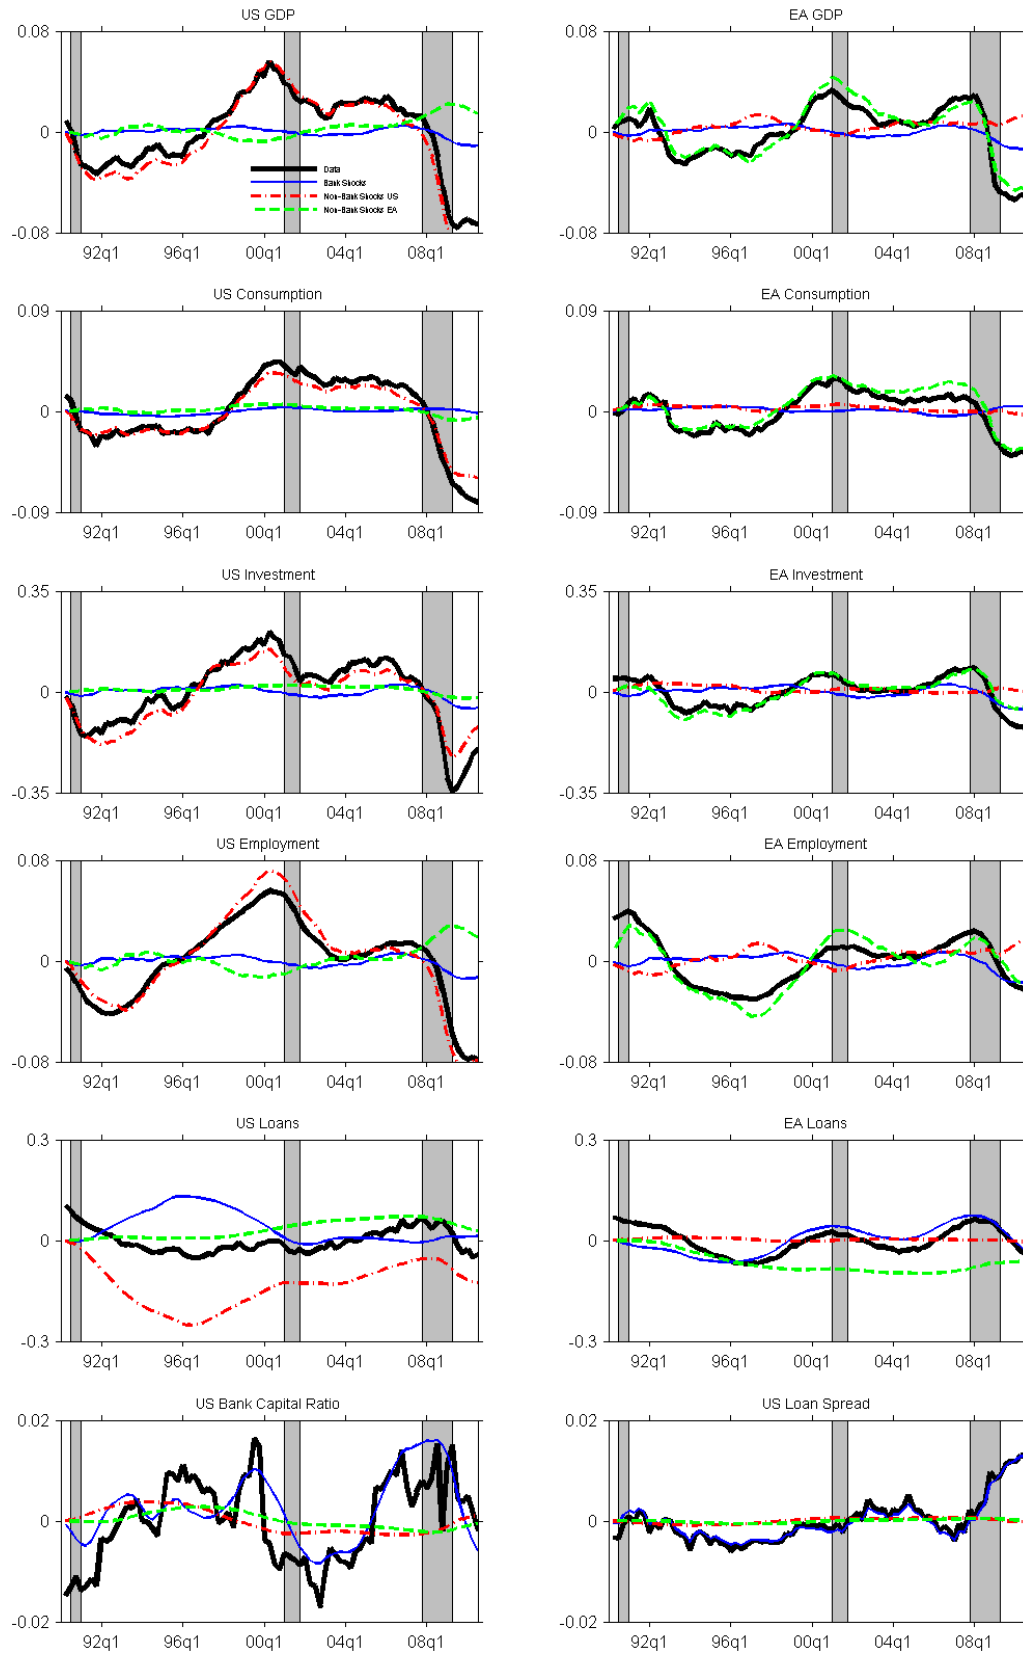 US GDP
0.08
0
-0.08
92q1 96q1 00q1 04q1 08q1
Data
Bank Shocks
Non-Bank Shocks US
Non-Bank Shocks EA
EA GDP
0.08
0
-0.08
92q1 96q1 00q1 04q1 08q1
US Consumption
0.09
0
-0.09
92q1 96q1 00q1 04q1 08q1
EA Consumption
0.09
0
-0.09
92q1 96q1 00q1 04q1 08q1
US Investment
0.35
0
-0.35
92q1 96q1 00q1 04q1 08q1
EA Investment
0.35
0
-0.35
92q1 96q1 00q1 04q1 08q1
US Employment
0.08
0
-0.08
92q1 96q1 00q1 04q1 08q1
EA Employment
0.08
0
-0.08
92q1 96q1 00q1 04q1 08q1
US Loans
0.3
0
-0.3
92q1 96q1 00q1 04q1 08q1
EA Loans
0.3
0
-0.3
92q1 96q1 00q1 04q1 08q1
US Bank Capital Ratio
0.02
0
-0.02
92q1 96q1 00q1 04q1 08q1
US Loan Spread
0.02
0
-0.02
92q1 96q1 00q1 04q1 08q1